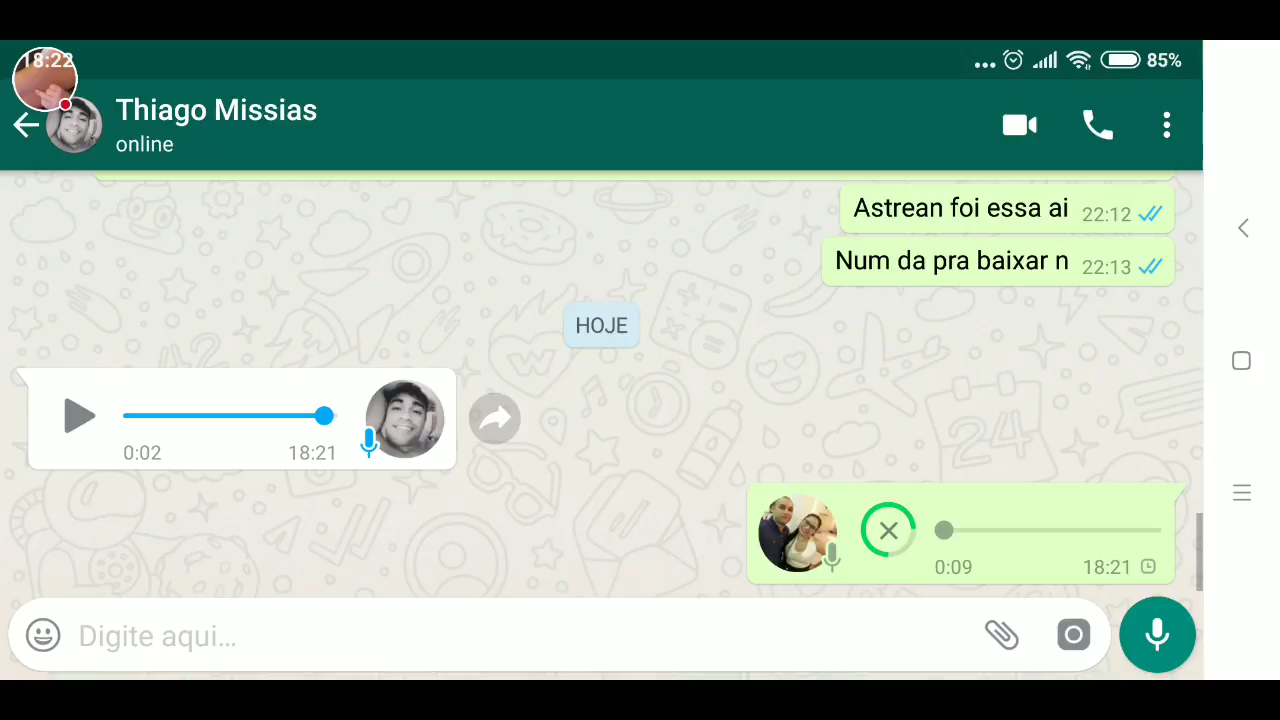 18:22
85%
Thiago Missias
online
Astrean foi essa ai 22:12
Num da pra baixar n 22:13
HOJE
0:02 18:21
0:09 18:21
Digite aqui...